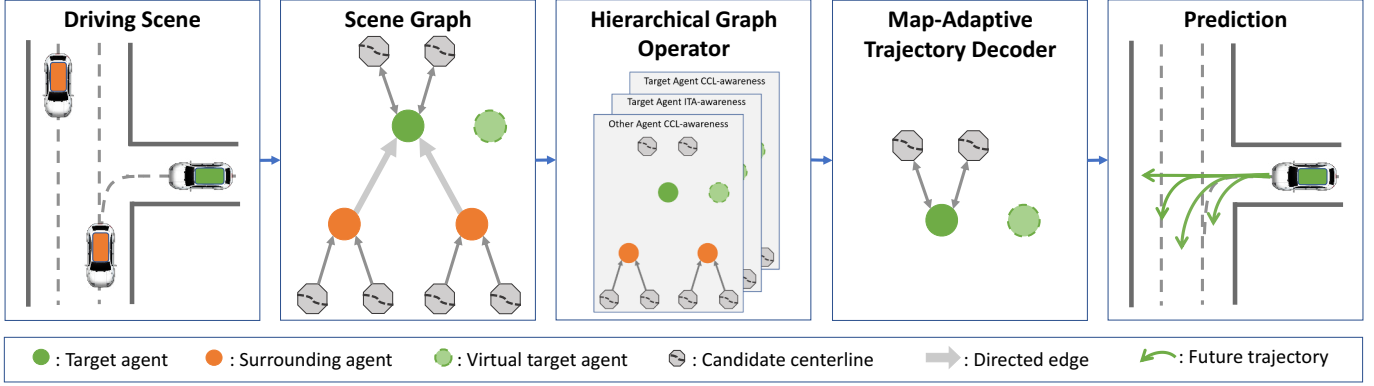 Driving Scene
Scene Graph
Hierarchical Graph
Operator
Map-Adaptive
Trajectory Decoder
Prediction
Target Agent CCL-awareness
Target Agent ITA-awareness
Other Agent CCL-awareness
: Target agent
: Surrounding agent
: Virtual target agent
: Candidate centerline
: Directed edge
: Future trajectory